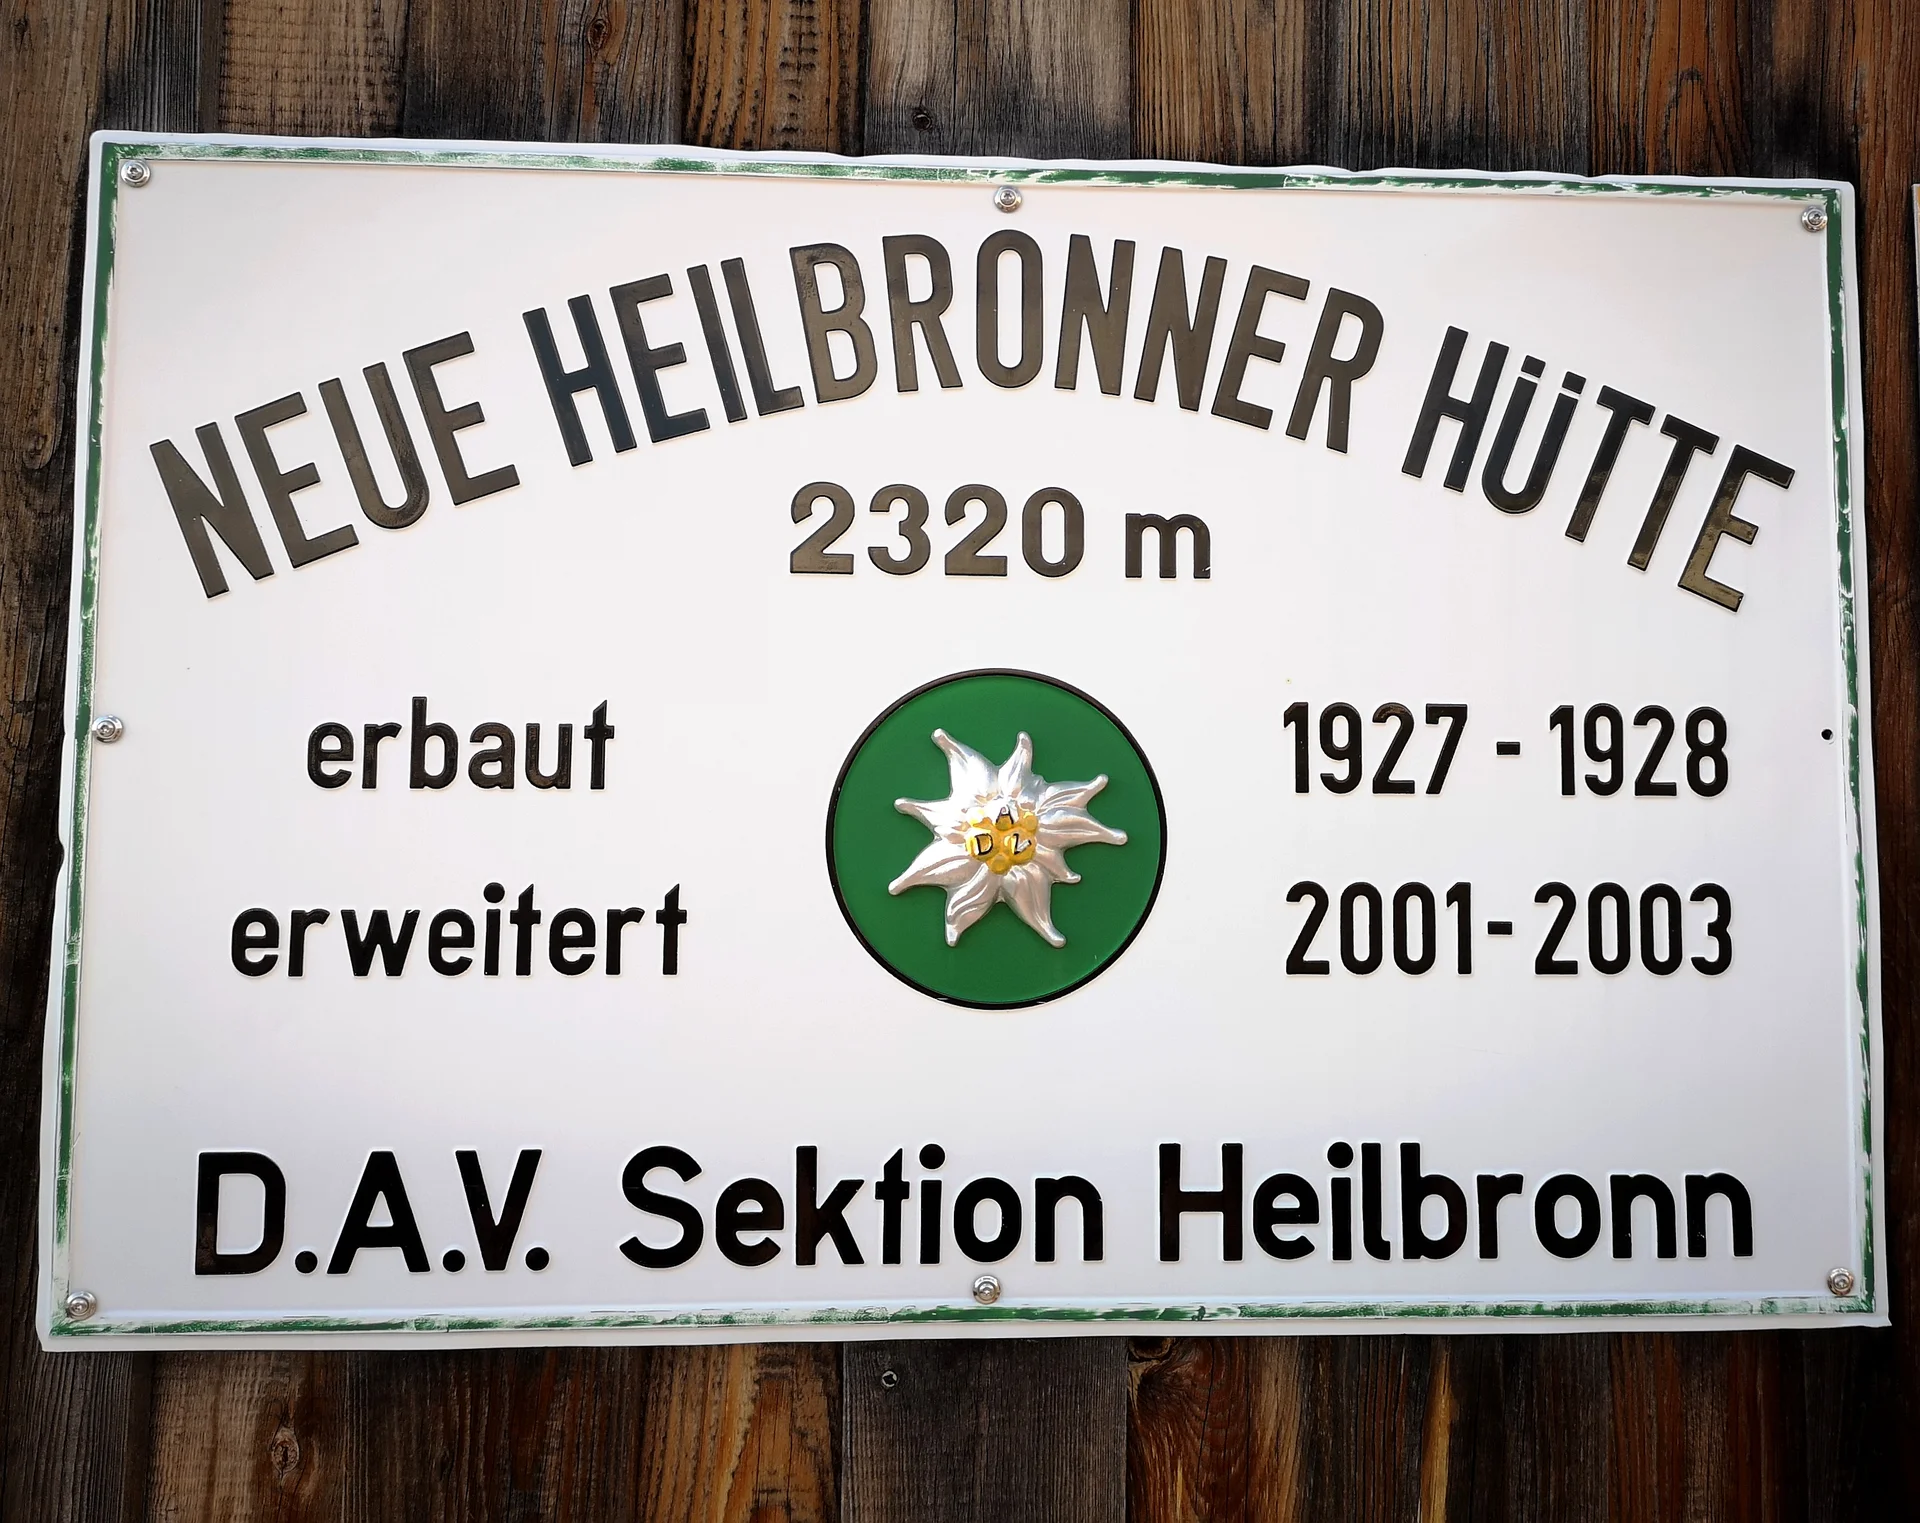 NEUE HEILBRONNER HÜTTE
2320 m
erbaut 1927 - 1928
A
D V
erweitert 2001-2003
D.A.V. Sektion Heilbronn